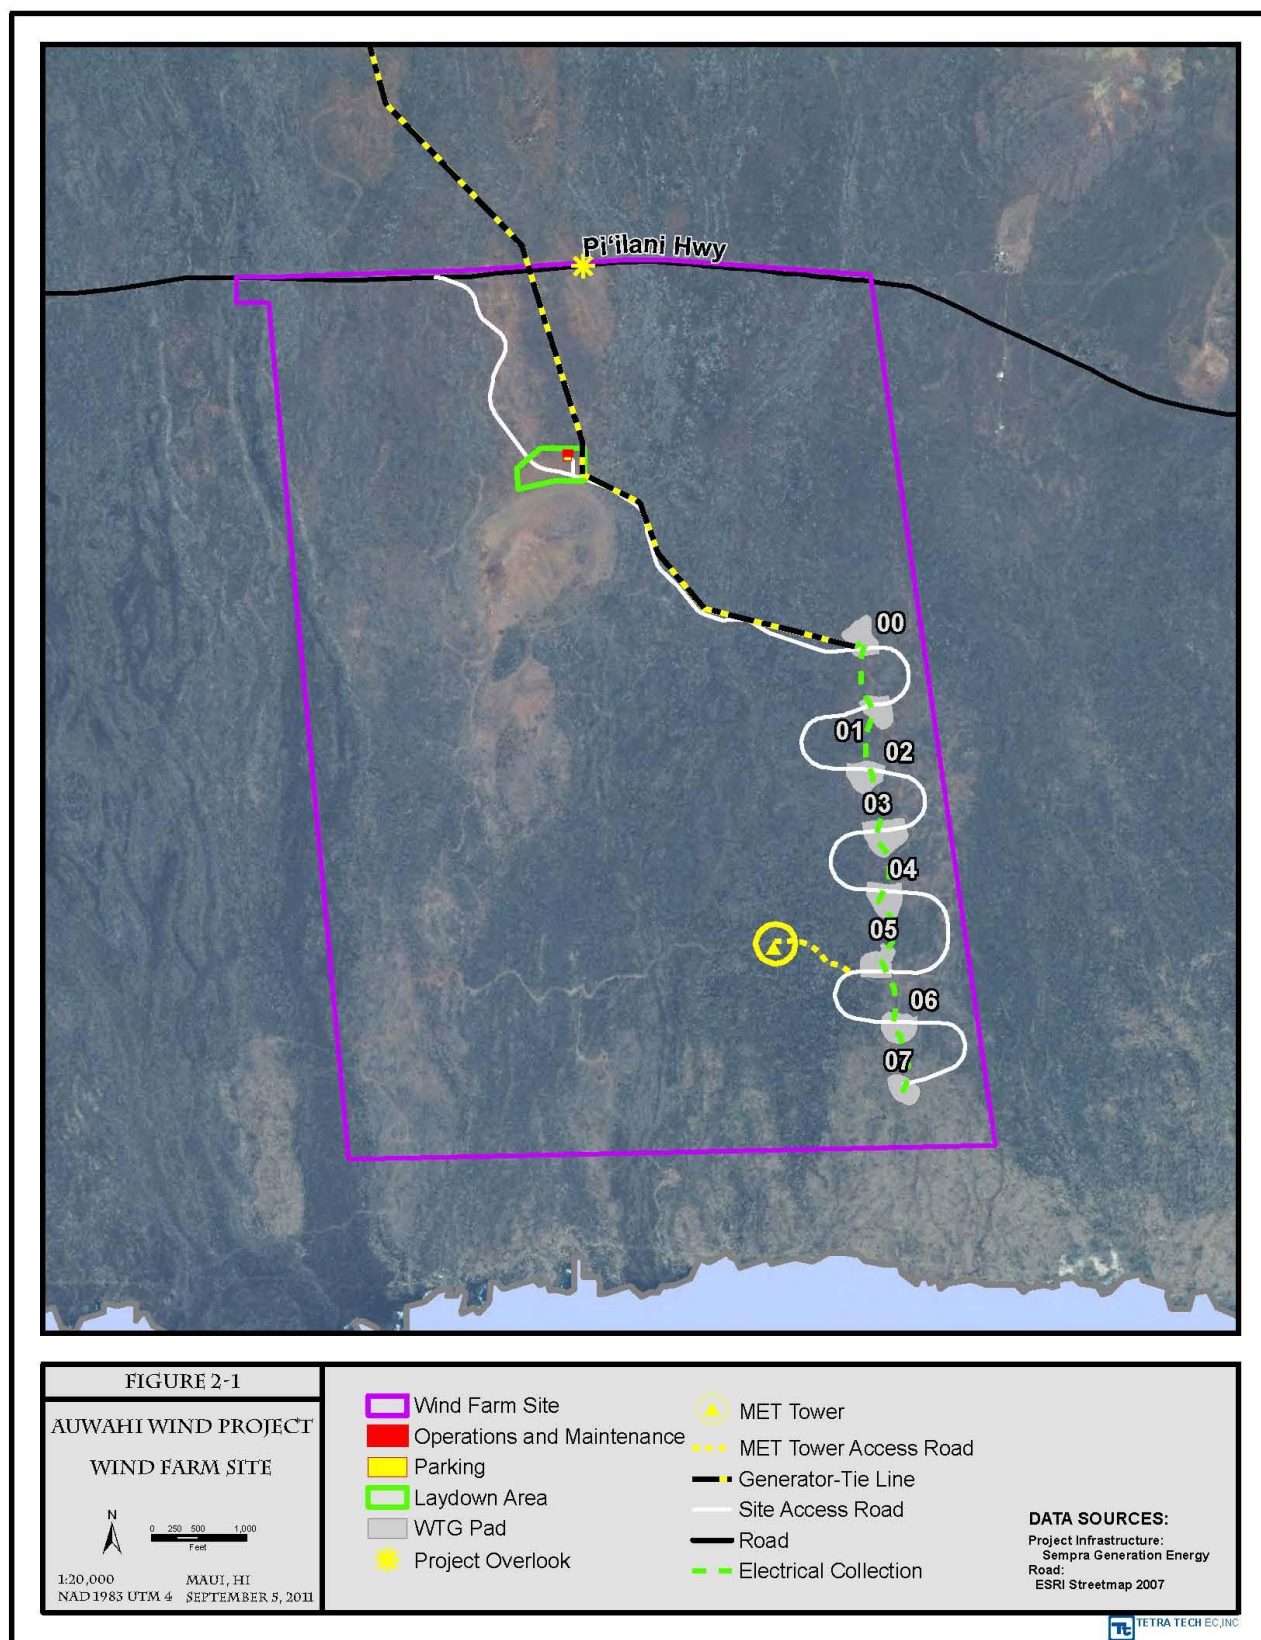 Pi‘ilani Hwy
00
01
02
03
04
05
06
07
FIGURE 2-1
AUWAHI WIND PROJECT
WIND FARM SITE
N
0 250 500 1,000
Feet
1:20,000 MAUI, HI
NAD 1983 UTM 4 SEPTEMBER 5, 2011
Wind Farm Site
Operations and Maintenance
Parking
Laydown Area
WTG Pad
Project Overlook
MET Tower
MET Tower Access Road
Generator-Tie Line
Site Access Road
Road
Electrical Collection
DATA SOURCES:
Project Infrastructure:
Sempra Generation Energy
Road:
ESRI Streetmap 2007
Tt TETRA TECH EC,INC